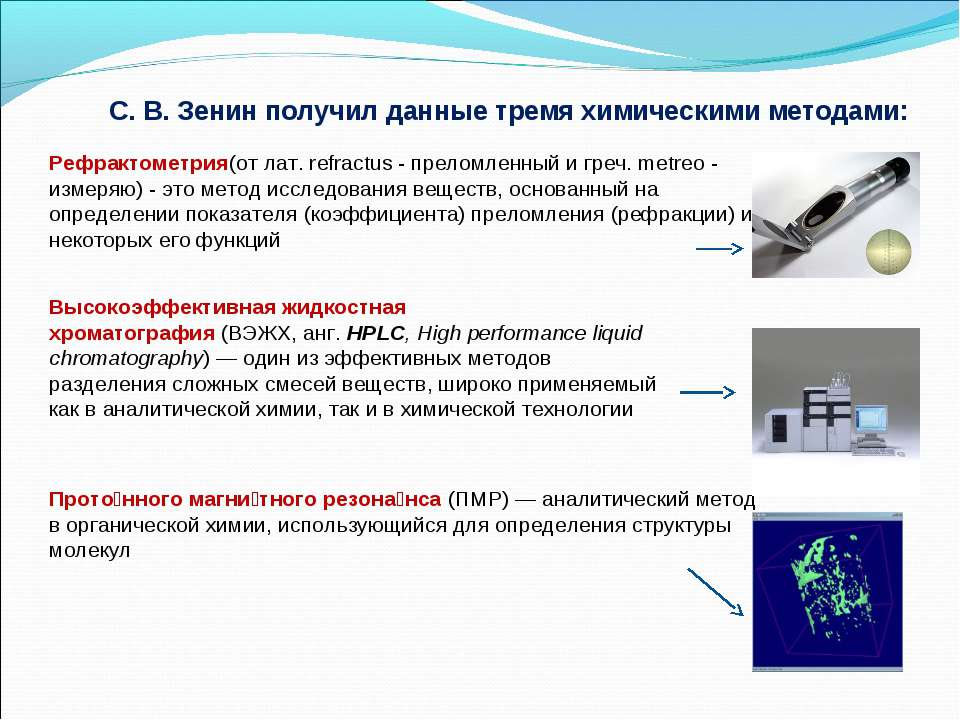 С. В. Зенин получил данные тремя химическими методами:
Рефрактометрия(от лат. refractus - преломленный и греч. metreo -
измеряю) - это метод исследования веществ, основанный на
определении показателя (коэффициента) преломления (рефракции) и
некоторых его функций
Высокоэффективная жидкостная
хроматография (ВЭЖХ, анг. HPLC, High performance liquid
chromatography) — один из эффективных методов
разделения сложных смесей веществ, широко применяемый
как в аналитической химии, так и в химической технологии
Прото́нного магни́тного резона́нса (ПМР) — аналитический метод
в органической химии, использующийся для определения структуры
молекул